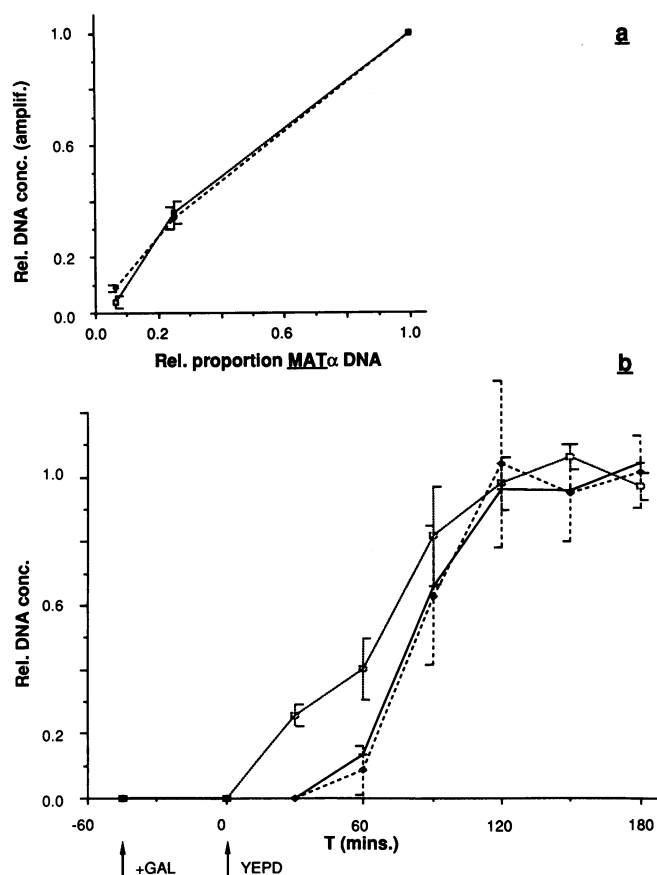 a
Rel. DNA conc. (amplif.)
1.0
0.6
0.2
0.0
0.0 0.2 0.6 1.0
Rel. proportion MATα DNA
b
Rel. DNA conc.
1.0
0.6
0.2
0.0
-60 0 60 120 180
T (mins.)
+GAL YEPD